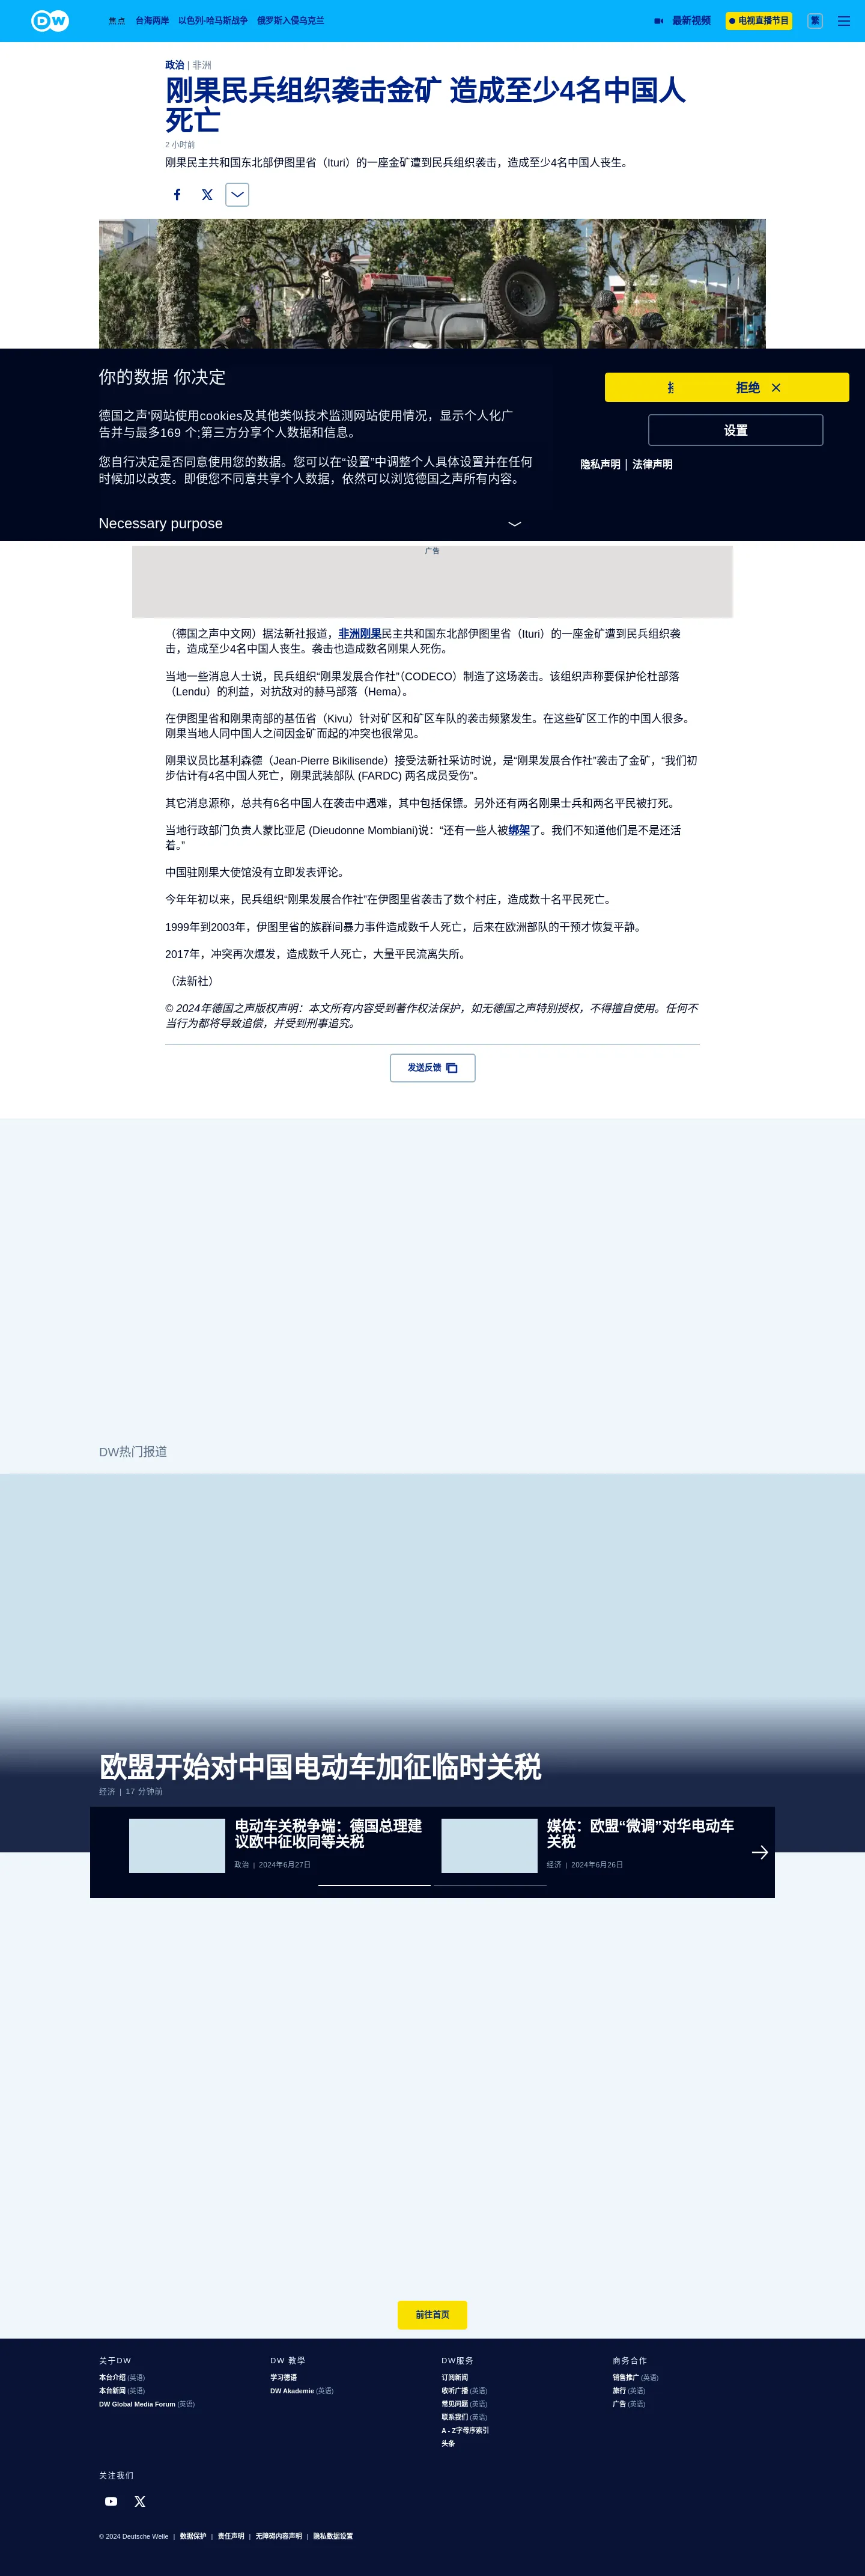 DW
焦点 台海两岸 以色列-哈马斯战争 俄罗斯入侵乌克兰 最新视频 电视直播节目 繁
政治 | 非洲
刚果民兵组织袭击金矿 造成至少4名中国人
死亡
2 小时前
刚果民主共和国东北部伊图里省（Ituri）的一座金矿遭到民兵组织袭击，造成至少4名中国人丧生。
你的数据 你决定
德国之声'网站使用cookies及其他类似技术监测网站使用情况，显示个人化广
告并与最多169 个;第三方分享个人数据和信息。
您自行决定是否同意使用您的数据。您可以在“设置”中调整个人具体设置并在任何
时候加以改变。即便您不同意共享个人数据，依然可以浏览德国之声所有内容。
Necessary purpose
拒绝
设置
隐私声明 | 法律声明
广告
（德国之声中文网）据法新社报道，非洲刚果民主共和国东北部伊图里省（Ituri）的一座金矿遭到民兵组织袭
击，造成至少4名中国人丧生。袭击也造成数名刚果人死伤。
当地一些消息人士说，民兵组织“刚果发展合作社”（CODECO）制造了这场袭击。该组织声称要保护伦杜部落
（Lendu）的利益，对抗敌对的赫马部落（Hema）。
在伊图里省和刚果南部的基伍省（Kivu）针对矿区和矿区车队的袭击频繁发生。在这些矿区工作的中国人很多。
刚果当地人同中国人之间因金矿而起的冲突也很常见。
刚果议员比基利森德（Jean-Pierre Bikilisende）接受法新社采访时说，是“刚果发展合作社”袭击了金矿，“我们初
步估计有4名中国人死亡，刚果武装部队 (FARDC) 两名成员受伤”。
其它消息源称，总共有6名中国人在袭击中遇难，其中包括保镖。另外还有两名刚果士兵和两名平民被打死。
当地行政部门负责人蒙比亚尼 (Dieudonne Mombiani)说：“还有一些人被绑架了。我们不知道他们是不是还活
着。”
中国驻刚果大使馆没有立即发表评论。
今年年初以来，民兵组织“刚果发展合作社”在伊图里省袭击了数个村庄，造成数十名平民死亡。
1999年到2003年，伊图里省的族群间暴力事件造成数千人死亡，后来在欧洲部队的干预才恢复平静。
2017年，冲突再次爆发，造成数千人死亡，大量平民流离失所。
（法新社）
© 2024年德国之声版权声明：本文所有内容受到著作权法保护，如无德国之声特别授权，不得擅自使用。任何不
当行为都将导致追偿，并受到刑事追究。
发送反馈
DW热门报道
欧盟开始对中国电动车加征临时关税
经济 | 17 分钟前
电动车关税争端：德国总理建
议欧中征收同等关税
政治 | 2024年6月27日
媒体：欧盟“微调”对华电动车
关税
经济 | 2024年6月26日
前往首页
关于DW
本台介绍 (英语)
本台新闻 (英语)
DW Global Media Forum (英语)
DW 教學
学习德语
DW Akademie (英语)
DW服务
订阅新闻
收听广播 (英语)
常见问题 (英语)
联系我们 (英语)
A - Z字母序索引
头条
商务合作
销售推广 (英语)
旅行 (英语)
广告 (英语)
关注我们
© 2024 Deutsche Welle | 数据保护 | 责任声明 | 无障碍内容声明 | 隐私数据设置